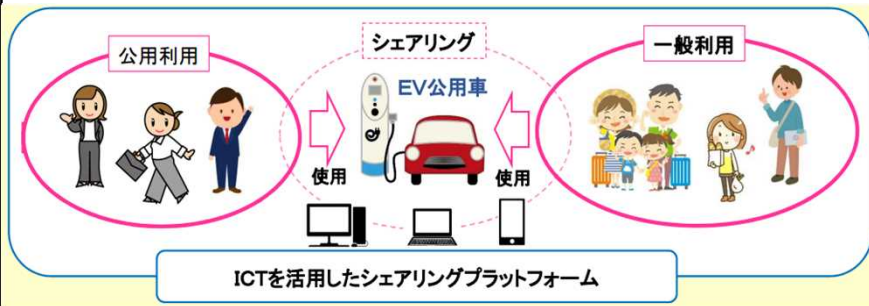 公用利用
シェアリング
一般利用
EV公用車
使用
使用
ICTを活用したシェアリングプラットフォーム